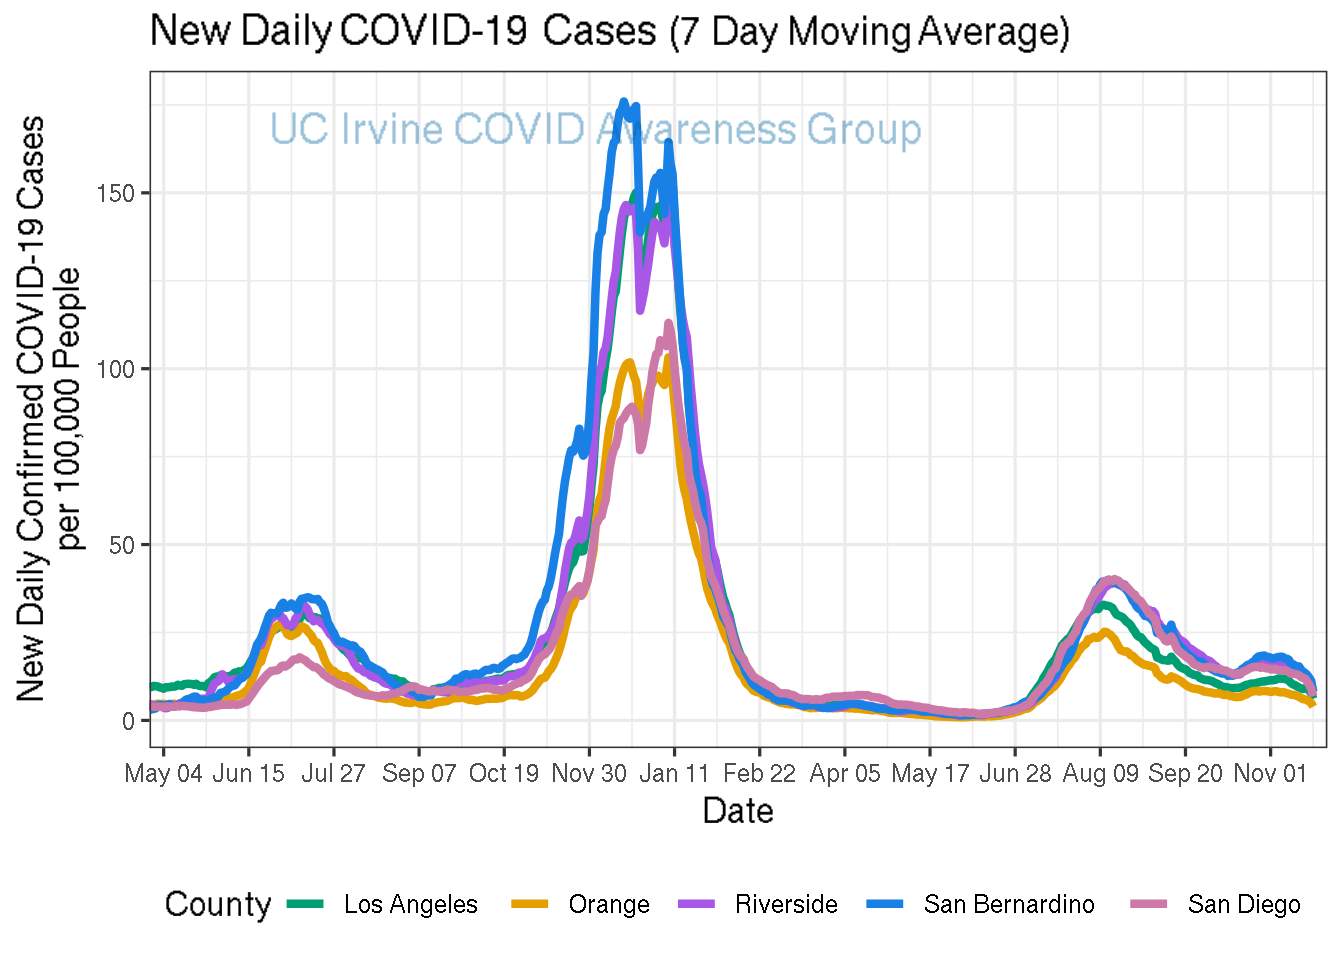 New Daily COVID-19 Cases (7 Day Moving Average)
UC Irvine COVID Awareness Group
New Daily Confirmed COVID-19 Cases
per 100,000 People
150
100
50
0
May 04 Jun 15 Jul 27 Sep 07 Oct 19 Nov 30 Jan 11 Feb 22 Apr 05 May 17 Jun 28 Aug 09 Sep 20 Nov 01
Date
County Los Angeles Orange Riverside San Bernardino San Diego